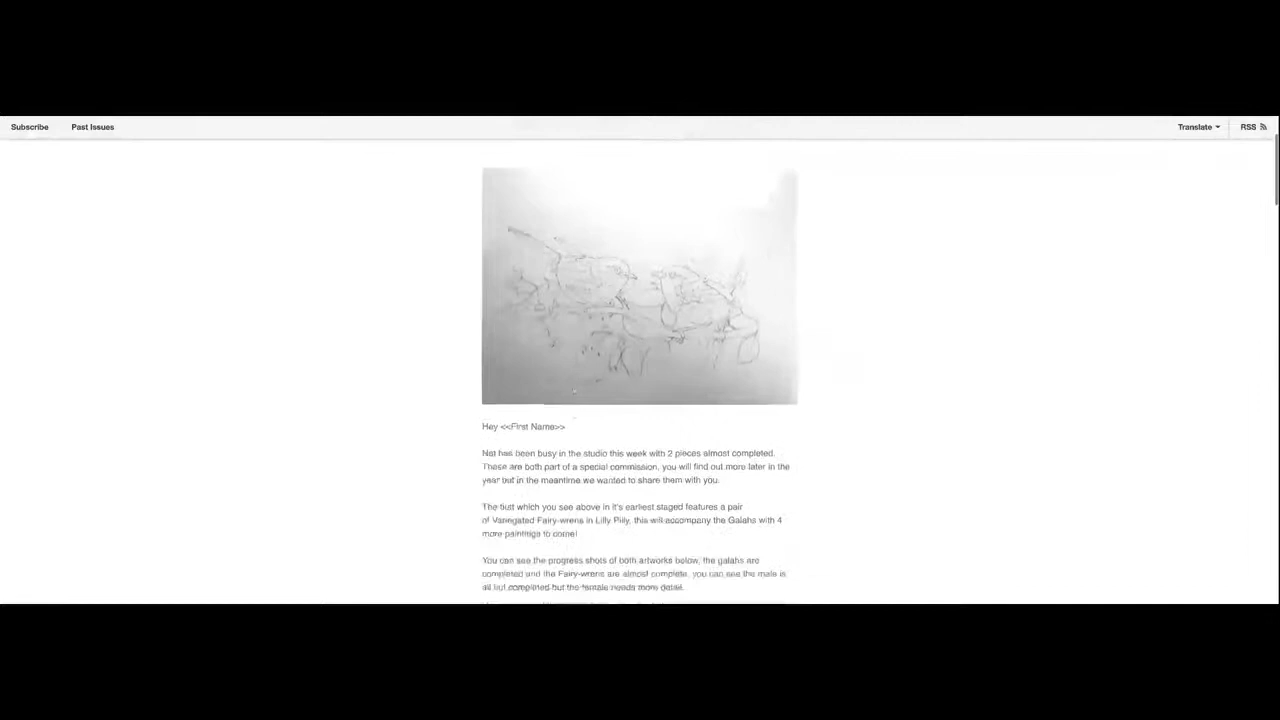 Subscribe Past Issues Translate RSS
Hey <<First Name>>
Nat has been busy in the studio this week with 2 pieces almost completed.
These are both part of a special commission, you will find out more later in the
year but in the meantime we wanted to share them with you.
The first which you see above in it's earliest staged features a pair
of Variegated Fairy-wrens in Lilly Pilly, this will accompany the Galahs with 4
more paintings to come!
You can see the progress shots of both artworks below, the galahs are
completed and the Fairy-wrens are almost complete, you can see the male is
all but completed but the female needs more detail.